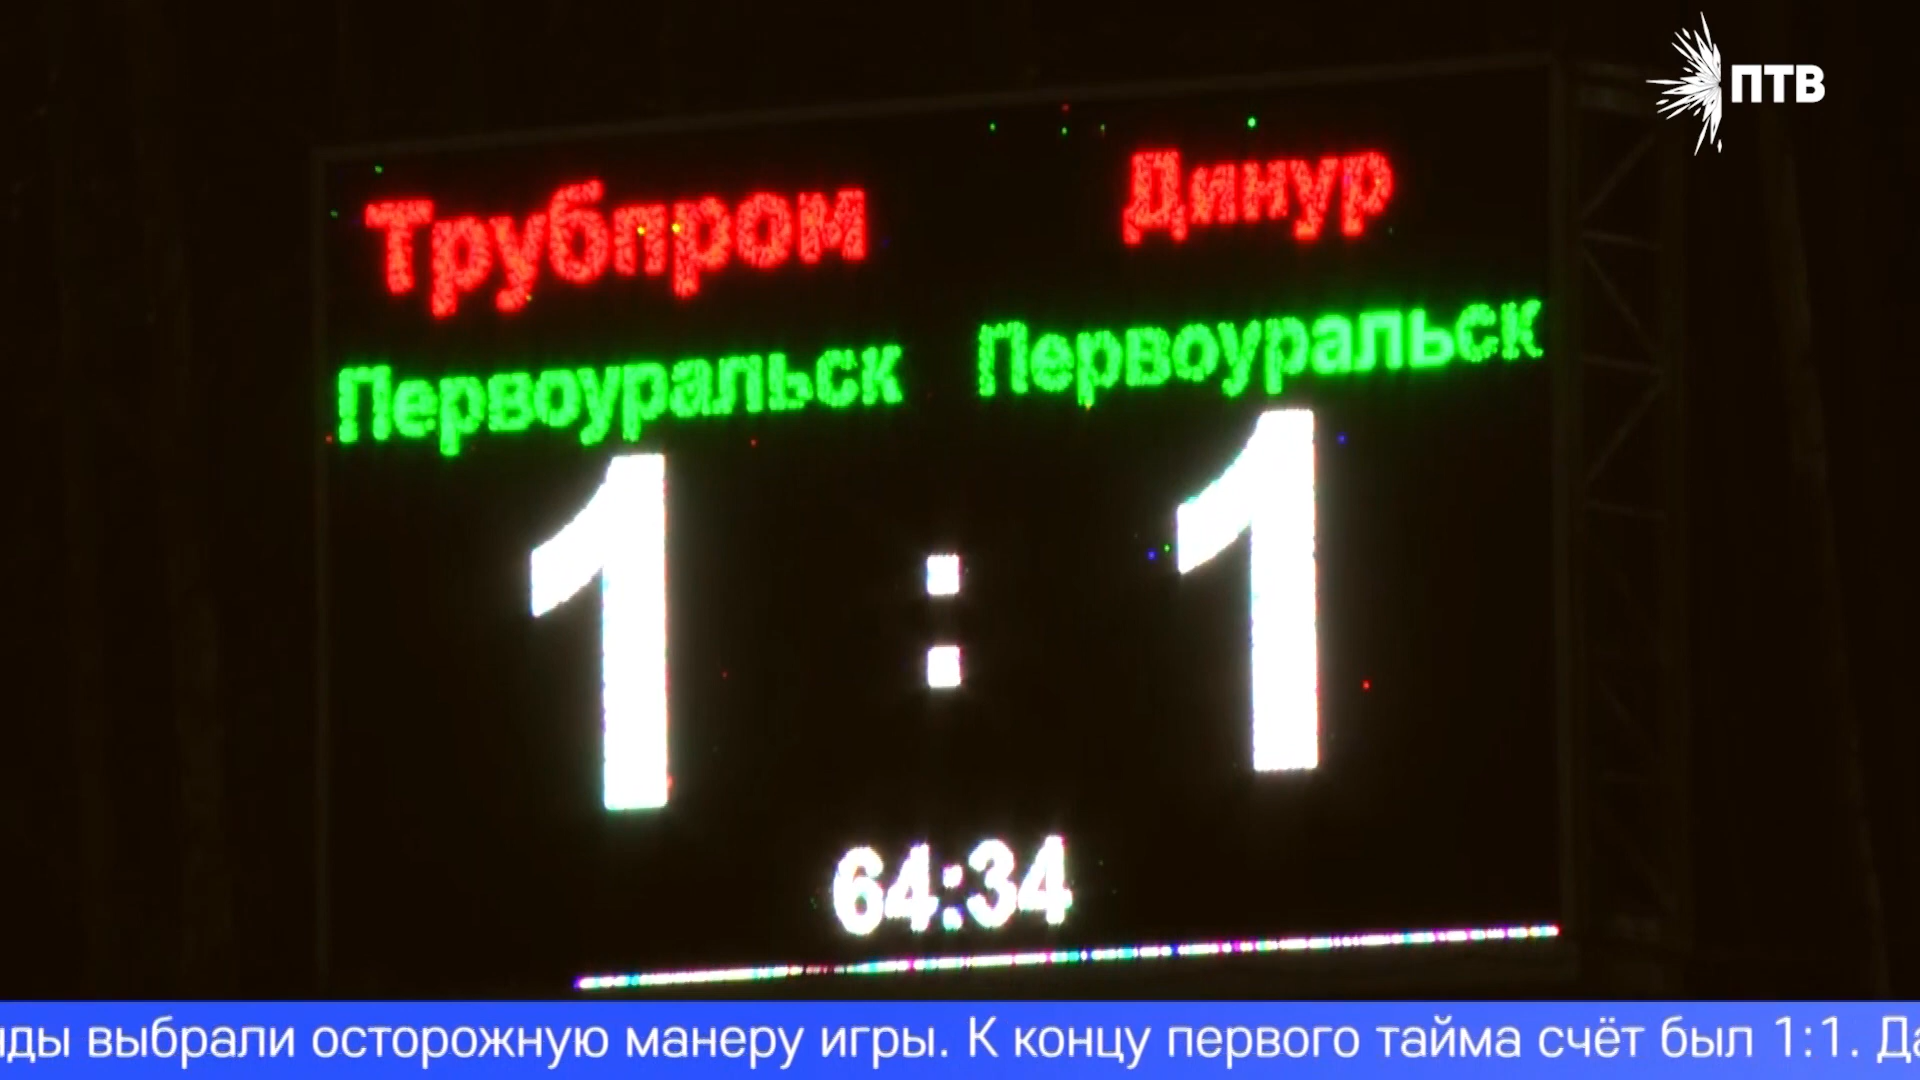 ПТВ
Трубпром Динур
Первоуральск Первоуральск
1 : 1
64:34
выбрали осторожную манеру игры. К концу первого тайма счёт был 1:1.